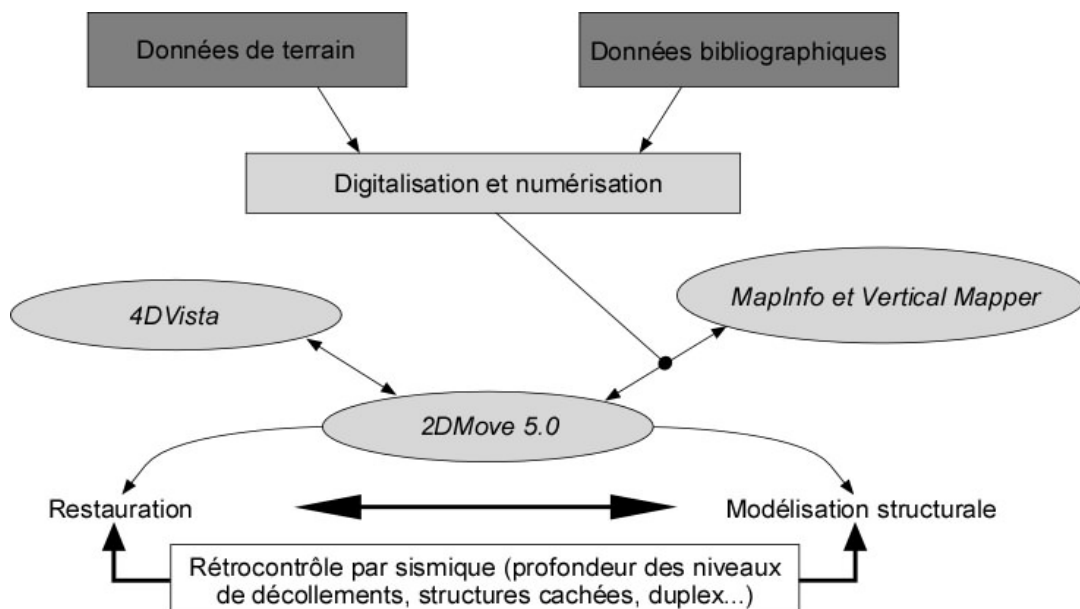 Données de terrain
Données bibliographiques
Digitalisation et numérisation
4DVista
MapInfo et Vertical Mapper
2DMove 5.0
Restauration
Modélisation structurale
Rétrocontrôle par sismique (profondeur des niveaux
de décollements, structures cachées, duplex...)